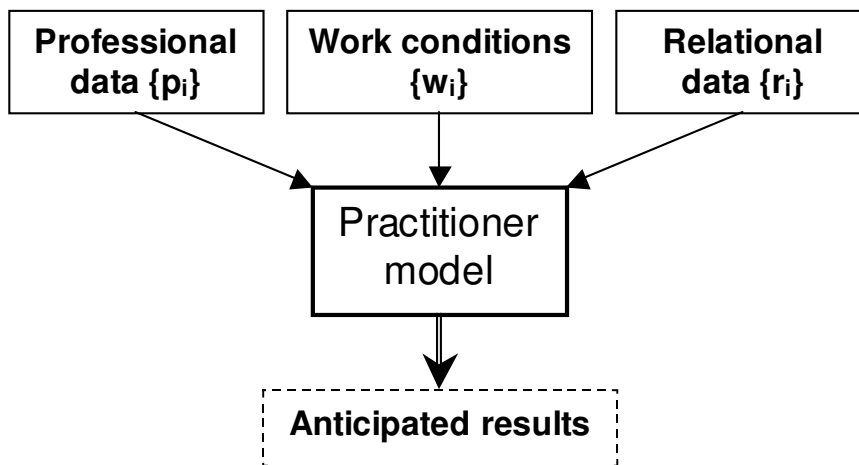 Professional
data {pᵢ}
Work conditions
{wᵢ}
Relational
data {rᵢ}
Practitioner
model
Anticipated results